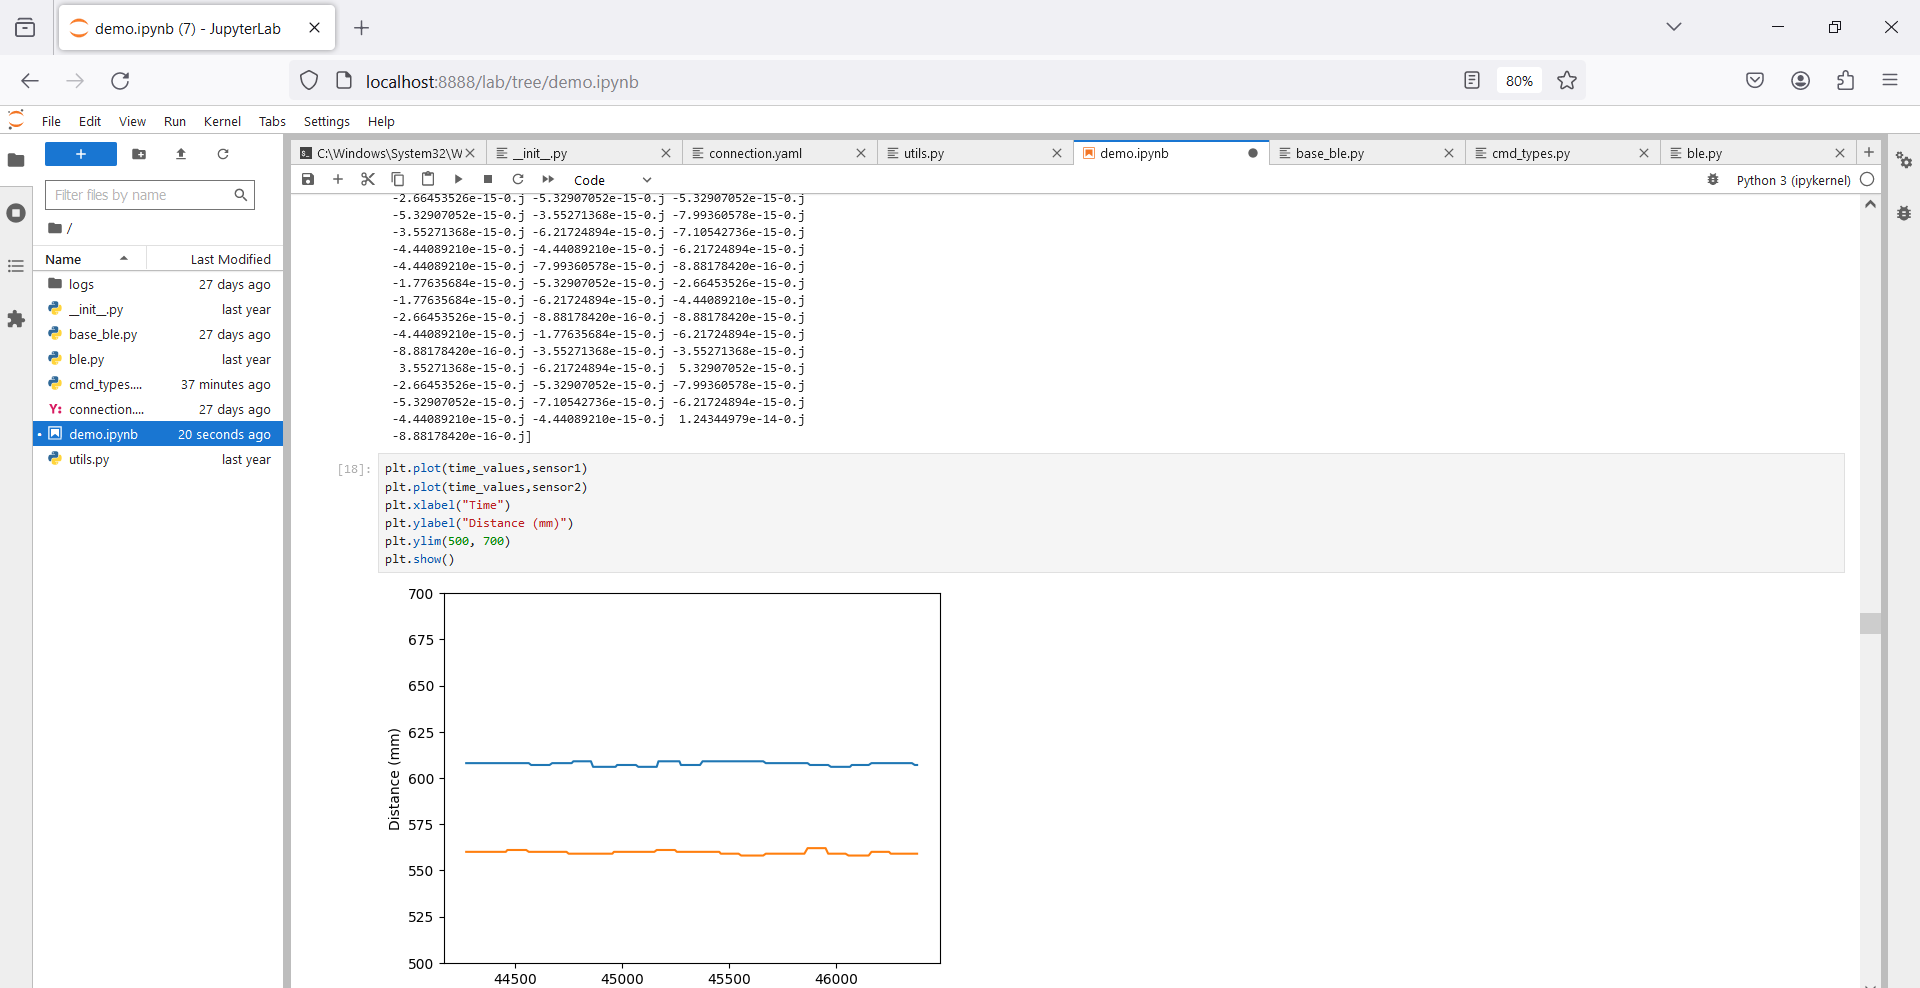 demo.ipynb (7) - JupyterLab
localhost:8888/lab/tree/demo.ipynb
80%
File Edit View Run Kernel Tabs Settings Help
+
Filter files by name
/
Name Last Modified
logs 27 days ago
__init__.py last year
base_ble.py 27 days ago
ble.py last year
cmd_types.... 37 minutes ago
Y: connection.... 27 days ago
demo.ipynb 20 seconds ago
utils.py last year
C:\Windows\System32\W
__init__.py
connection.yaml
utils.py
demo.ipynb
base_ble.py
cmd_types.py
ble.py
Code
Python 3 (ipykernel)
-2.66453526e-15-0.j -5.32907052e-15-0.j -5.32907052e-15-0.j
-5.32907052e-15-0.j -3.55271368e-15-0.j -7.99360578e-15-0.j
-3.55271368e-15-0.j -6.21724894e-15-0.j -7.10542736e-15-0.j
-4.44089210e-15-0.j -4.44089210e-15-0.j -6.21724894e-15-0.j
-4.44089210e-15-0.j -7.99360578e-15-0.j -8.88178420e-16-0.j
-1.77635684e-15-0.j -5.32907052e-15-0.j -2.66453526e-15-0.j
-1.77635684e-15-0.j -6.21724894e-15-0.j -4.44089210e-15-0.j
-2.66453526e-15-0.j -8.88178420e-16-0.j -8.88178420e-16-0.j
-4.44089210e-15-0.j -1.77635684e-15-0.j -6.21724894e-15-0.j
-8.88178420e-16-0.j -3.55271368e-15-0.j -3.55271368e-15-0.j
3.55271368e-15-0.j -6.21724894e-15-0.j 5.32907052e-15-0.j
-2.66453526e-15-0.j -5.32907052e-15-0.j -7.99360578e-15-0.j
-5.32907052e-15-0.j -7.10542736e-15-0.j -6.21724894e-15-0.j
-4.44089210e-15-0.j -4.44089210e-15-0.j 1.24344979e-14-0.j
-8.88178420e-16-0.j]
[18]:
plt.plot(time_values,sensor1)
plt.plot(time_values,sensor2)
plt.xlabel("Time")
plt.ylabel("Distance (mm)")
plt.ylim(500, 700)
plt.show()
700
675
650
625
600
575
550
525
500
Distance (mm)
44500 45000 45500 46000